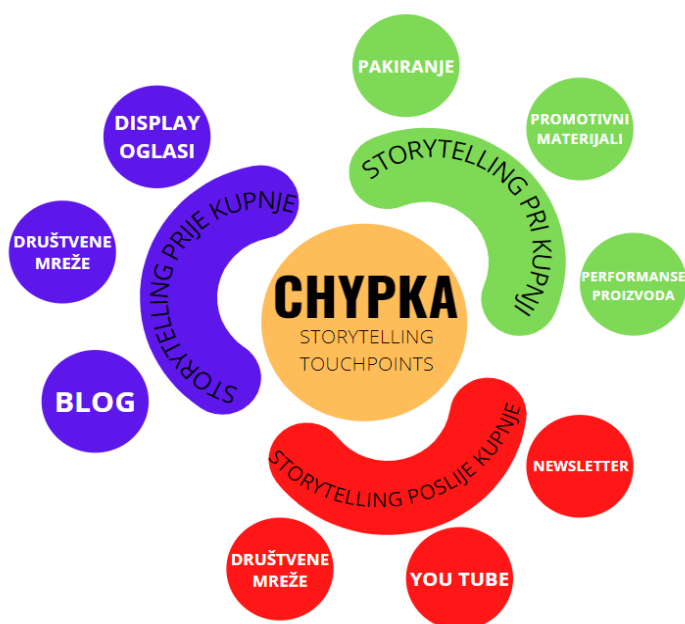 CHYPKA
STORYTELLING
TOUCHPOINTS
STORYTELLING PRIJE KUPNJE
DISPLAY
OGLASI
DRUŠTVENE
MREŽE
BLOG
STORYTELLING PRI KUPNJI
PAKIRANJE
PROMOTIVNI
MATERIJALI
PERFORMANSE
PROIZVODA
STORYTELLING POSLIJE KUPNJE
NEWSLETTER
YOU TUBE
DRUŠTVENE
MREŽE